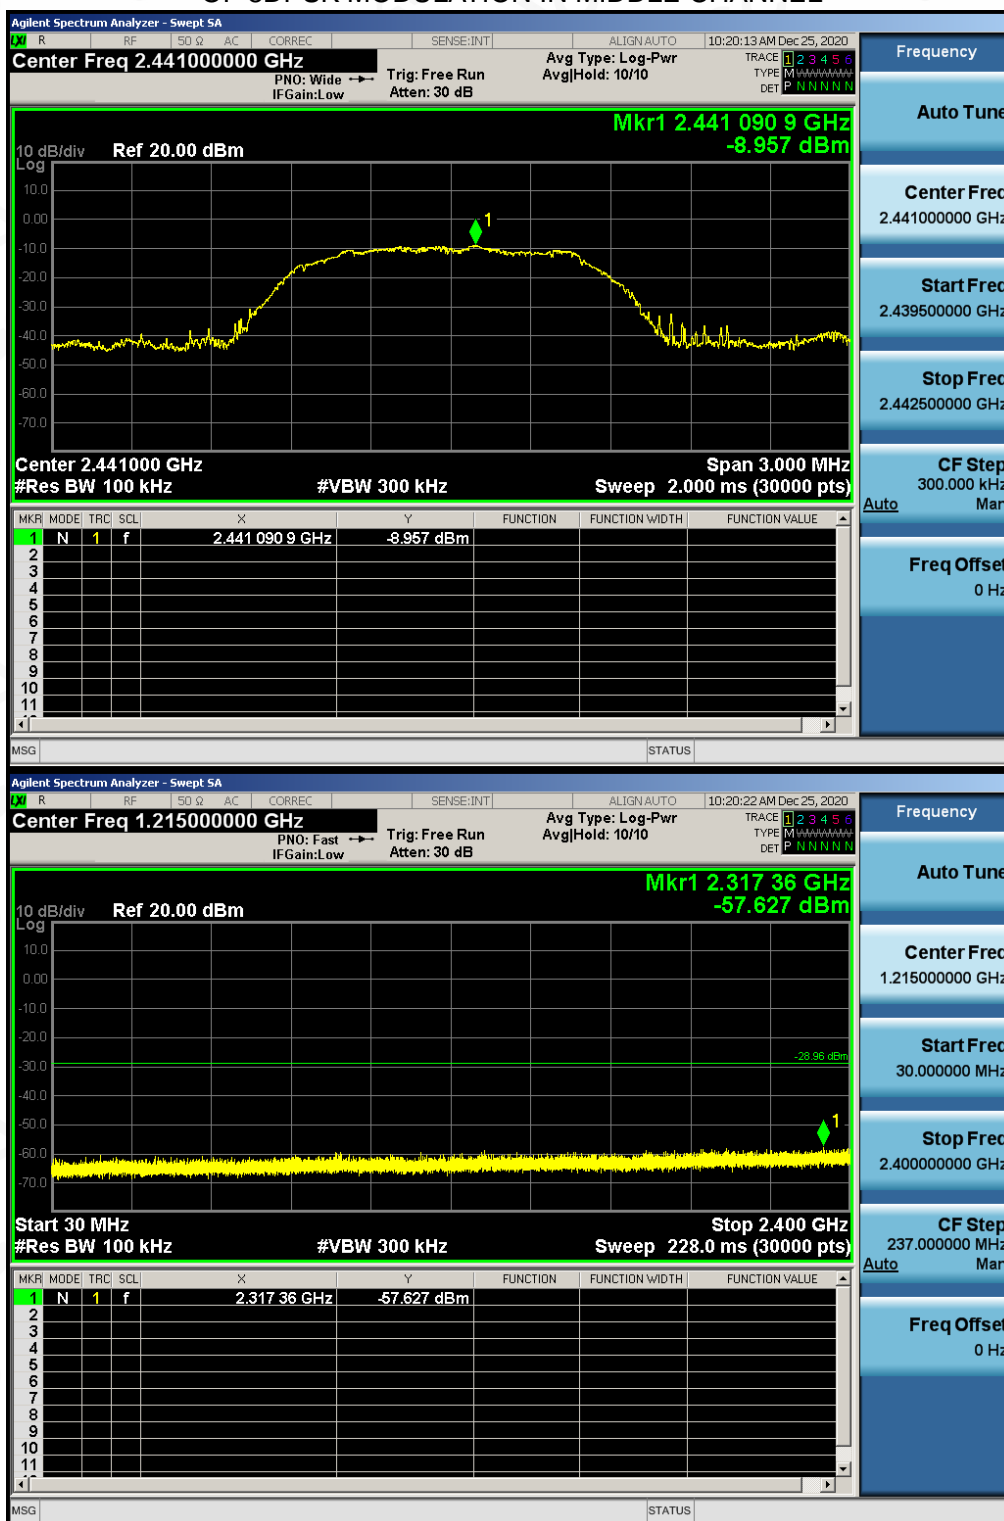 OF 8DPSK MODULATION IN MIDDLE CHANNEL
Agilent Spectrum Analyzer - Swept SA
LXI R RF 50 Ω AC CORREC SENSE:INT ALIGN AUTO 10:20:13 AM Dec 25, 2020
Center Freq 2.441000000 GHz
PNO: Wide
IFGain:Low
Trig: Free Run
Atten: 30 dB
Avg Type: Log-Pwr
Avg|Hold: 10/10
TRACE 1 2 3 4 5 6
TYPE M
DET P N N N N N
Mkr1 2.441 090 9 GHz
-8.957 dBm
10 dB/div Ref 20.00 dBm
Log
10.0
0.00
-10.0
-20.0
-30.0
-40.0
-50.0
-60.0
-70.0
1
Center 2.441000 GHz Span 3.000 MHz
#Res BW 100 kHz #VBW 300 kHz Sweep 2.000 ms (30000 pts)
MKR MODE TRC SCL X Y FUNCTION FUNCTION WIDTH FUNCTION VALUE
1 N 1 f 2.441 090 9 GHz -8.957 dBm
2
3
4
5
6
7
8
9
10
11
MSG STATUS
Frequency
Auto Tune
Center Freq
2.441000000 GHz
Start Freq
2.439500000 GHz
Stop Freq
2.442500000 GHz
CF Step
300.000 kHz
Auto Man
Freq Offset
0 Hz
Agilent Spectrum Analyzer - Swept SA
LXI R RF 50 Ω AC CORREC SENSE:INT ALIGN AUTO 10:20:22 AM Dec 25, 2020
Center Freq 1.215000000 GHz
PNO: Fast
IFGain:Low
Trig: Free Run
Atten: 30 dB
Avg Type: Log-Pwr
Avg|Hold: 10/10
TRACE 1 2 3 4 5 6
TYPE M
DET P N N N N N
Mkr1 2.317 36 GHz
-57.627 dBm
10 dB/div Ref 20.00 dBm
Log
10.0
0.00
-10.0
-20.0
-30.0
-40.0
-50.0
-60.0
-70.0
-28.96 dBm
1
Start 30 MHz Stop 2.400 GHz
#Res BW 100 kHz #VBW 300 kHz Sweep 228.0 ms (30000 pts)
MKR MODE TRC SCL X Y FUNCTION FUNCTION WIDTH FUNCTION VALUE
1 N 1 f 2.317 36 GHz -57.627 dBm
2
3
4
5
6
7
8
9
10
11
MSG STATUS
Frequency
Auto Tune
Center Freq
1.215000000 GHz
Start Freq
30.000000 MHz
Stop Freq
2.400000000 GHz
CF Step
237.000000 MHz
Auto Man
Freq Offset
0 Hz